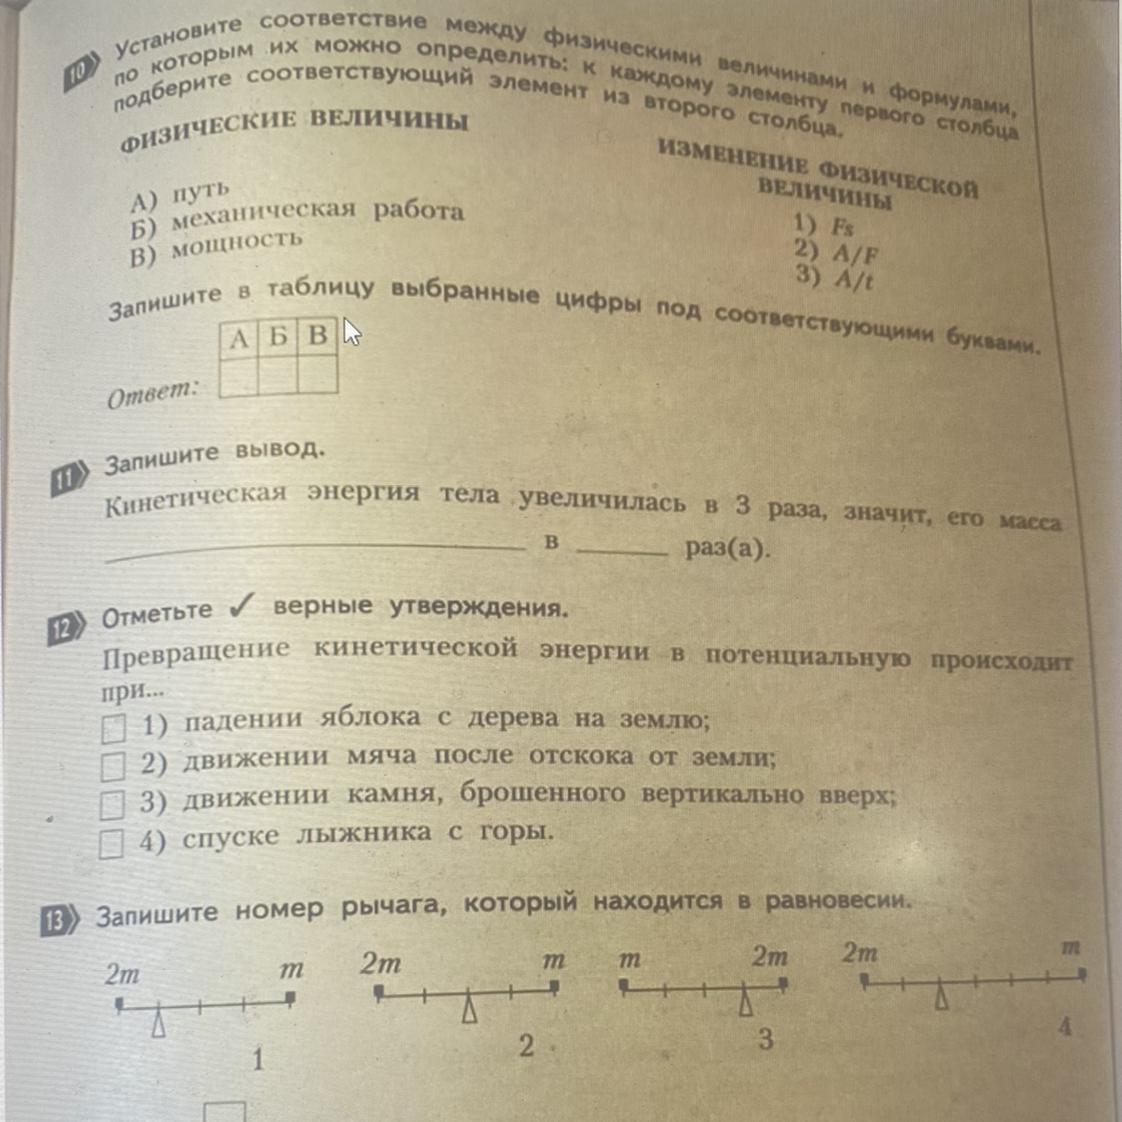 10 Установите соответствие между физическими величинами и формулами,
по которым их можно определить: к каждому элементу первого столбца
подберите соответствующий элемент из второго столбца.
ФИЗИЧЕСКИЕ ВЕЛИЧИНЫ
А) путь
Б) механическая работа
В) мощность
ИЗМЕНЕНИЕ ФИЗИЧЕСКОЙ
ВЕЛИЧИНЫ
1) Fs
2) A/F
3) A/t
Запишите в таблицу выбранные цифры под соответствующими буквами.
А Б В
Ответ:
11 Запишите вывод.
Кинетическая энергия тела увеличилась в 3 раза, значит, его масса
в раз(а).
12 Отметьте ✓ верные утверждения.
Превращение кинетической энергии в потенциальную происходит
при...
1) падении яблока с дерева на землю;
2) движении мяча после отскока от земли;
3) движении камня, брошенного вертикально вверх;
4) спуске лыжника с горы.
13 Запишите номер рычага, который находится в равновесии.
2m m 2m m m 2m 2m m
1 2 3 4